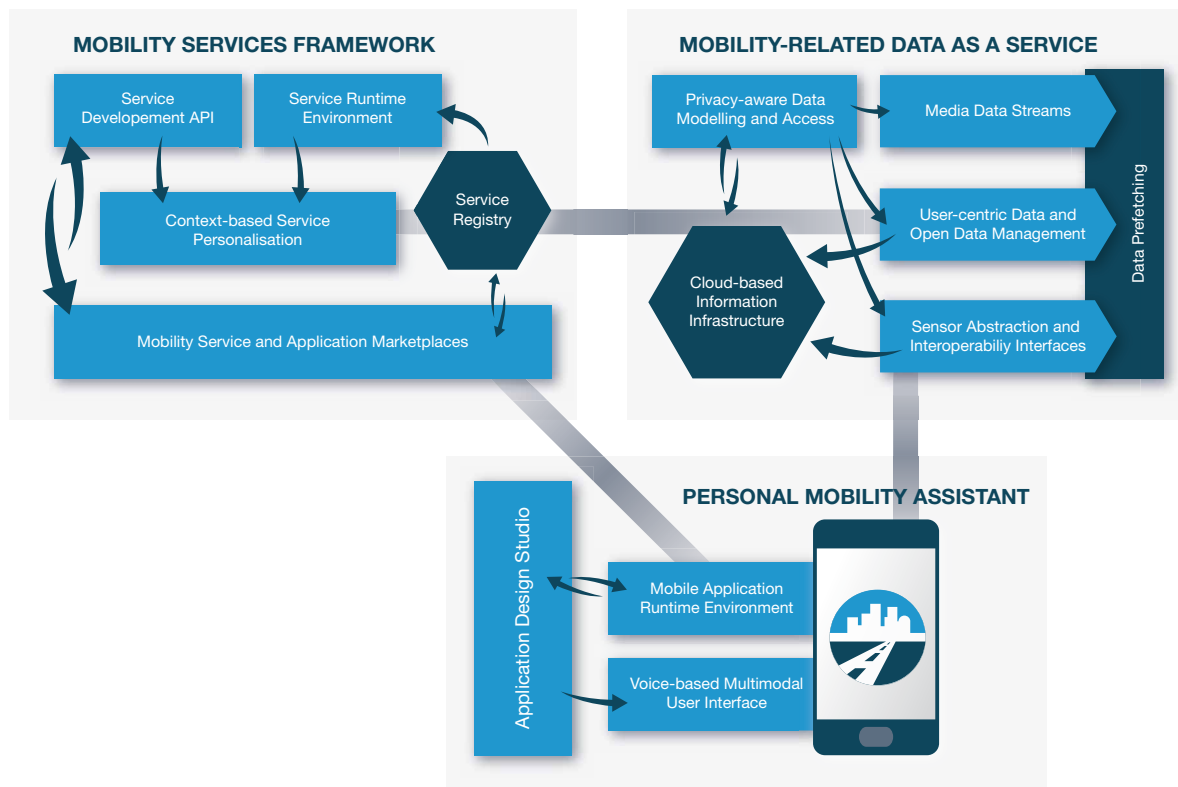 MOBILITY SERVICES FRAMEWORK
Service
Developement API
Service Runtime
Environment
Context-based Service
Personalisation
Service
Registry
Mobility Service and Application Marketplaces
MOBILITY-RELATED DATA AS A SERVICE
Privacy-aware Data
Modelling and Access
Media Data Streams
User-centric Data and
Open Data Management
Cloud-based
Information
Infrastructure
Sensor Abstraction and
Interoperabiliy Interfaces
Data Prefetching
PERSONAL MOBILITY ASSISTANT
Application Design Studio
Mobile Application
Runtime Environment
Voice-based Multimodal
User Interface